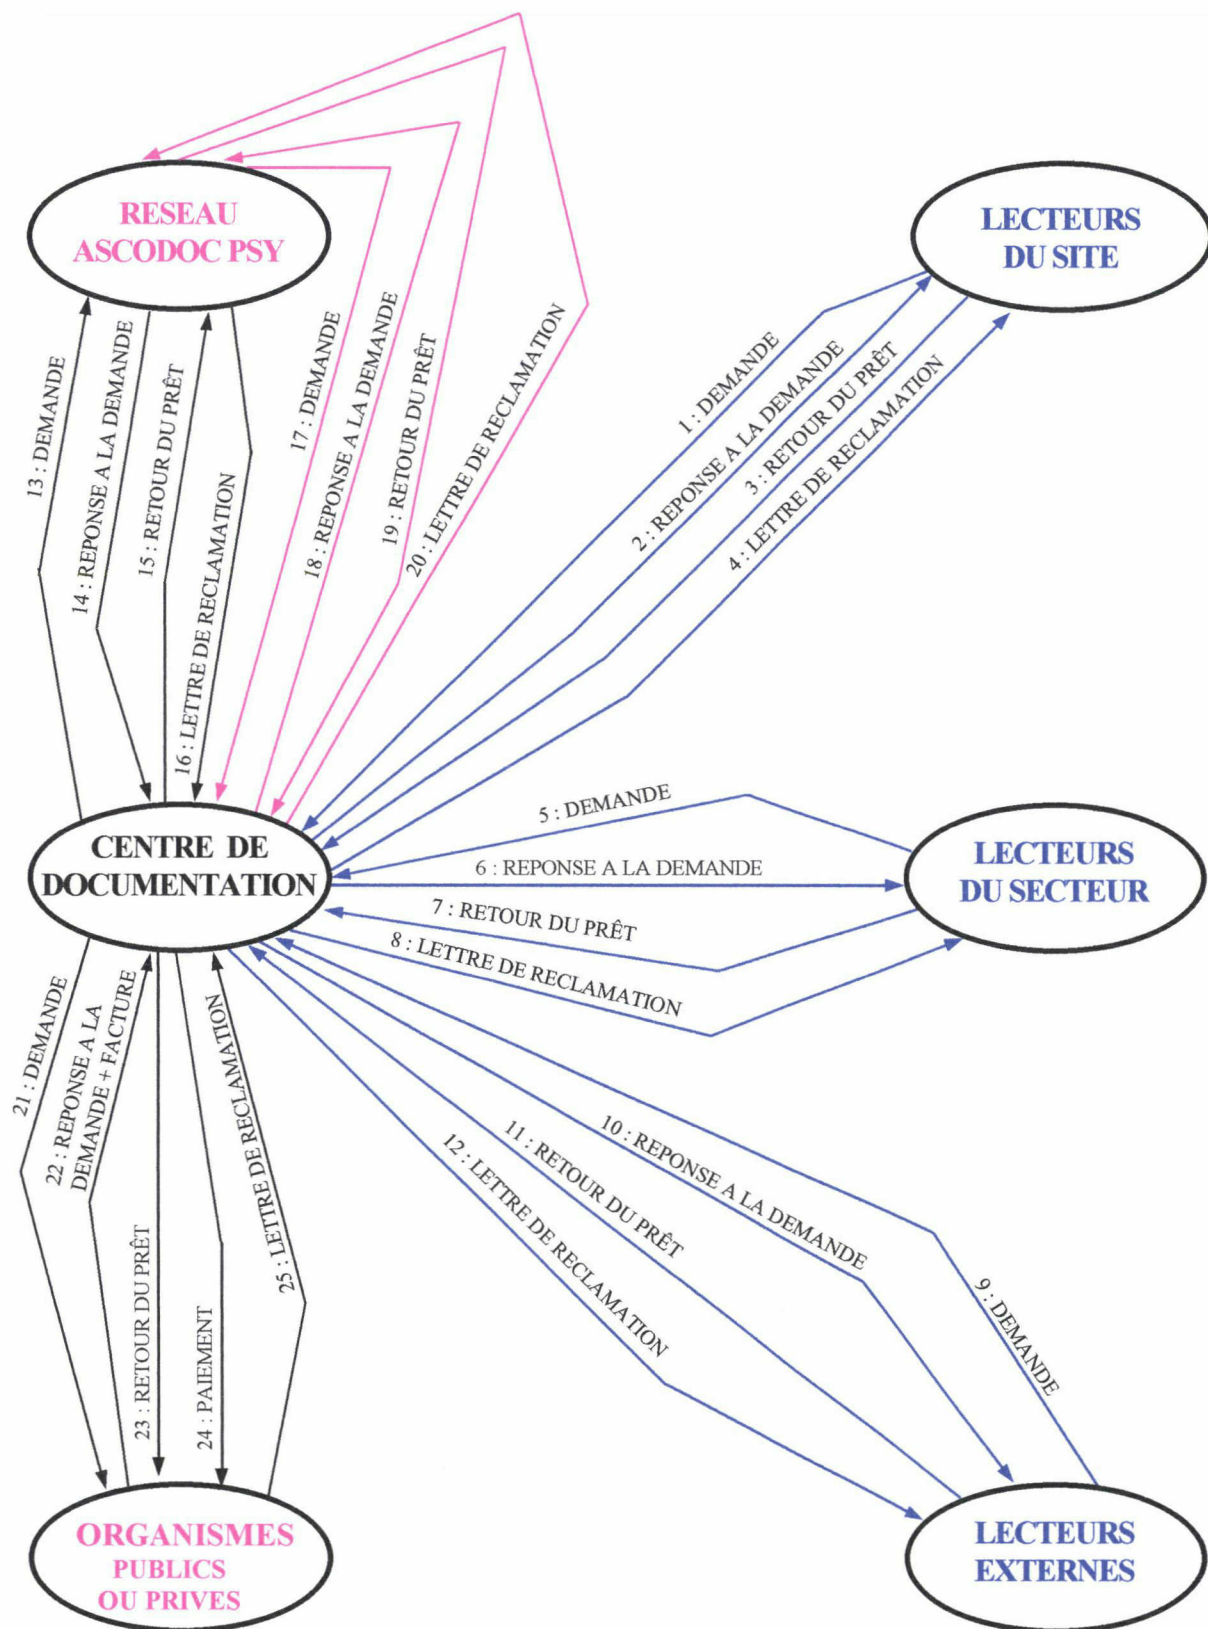 RESEAU
ASCODOC PSY
LECTEURS
DU SITE
13 : DEMANDE
14 : REPONSE A LA DEMANDE
15 : RETOUR DU PRÊT
16 : LETTRE DE RECLAMATION
17 : DEMANDE
18 : REPONSE A LA DEMANDE
19 : RETOUR DU PRÊT
20 : LETTRE DE RECLAMATION
1 : DEMANDE
2 : REPONSE A LA DEMANDE
3 : RETOUR DU PRÊT
4 : LETTRE DE RECLAMATION
CENTRE DE
DOCUMENTATION
5 : DEMANDE
6 : REPONSE A LA DEMANDE
7 : RETOUR DU PRÊT
8 : LETTRE DE RECLAMATION
LECTEURS
DU SECTEUR
21 : DEMANDE
22 : REPONSE A LA
DEMANDE + FACTURE
23 : RETOUR DU PRÊT
24 : PAIEMENT
25 : LETTRE DE RECLAMATION
12 : LETTRE DE RECLAMATION
11 : RETOUR DU PRÊT
10 : REPONSE A LA DEMANDE
9 : DEMANDE
ORGANISMES
PUBLICS
OU PRIVES
LECTEURS
EXTERNES